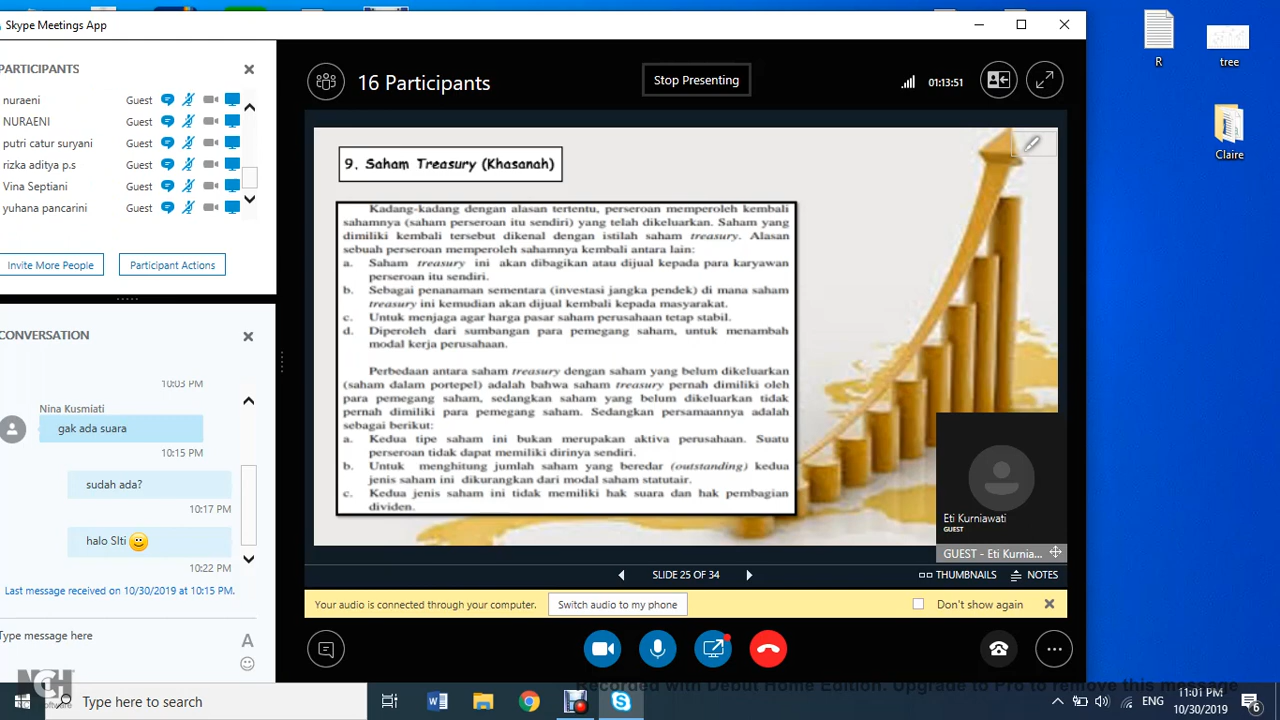 Skype Meetings App
PARTICIPANTS
nuraeni Guest
NURAENI Guest
putri catur suryani Guest
rizka aditya p.s Guest
Vina Septiani Guest
yuhana pancarini Guest
Invite More People Participant Actions
CONVERSATION
10:03 PM
Nina Kusmiati
gak ada suara
10:15 PM
sudah ada?
10:17 PM
halo SIti
10:22 PM
Last message received on 10/30/2019 at 10:15 PM.
Type message here
A
16 Participants
Stop Presenting
01:13:51
9. Saham Treasury (Khasanah)
Kadang-kadang dengan alasan tertentu, perseroan memperoleh kembali
sahamnya (saham perseroan itu sendiri) yang telah dikeluarkan. Saham yang
dimiliki kembali tersebut dikenal dengan istilah saham treasury. Alasan
sebuah perseroan memperoleh sahamnya kembali antara lain:
a. Saham treasury ini akan dibagikan atau dijual kepada para karyawan
perseroan itu sendiri.
b. Sebagai penanaman sementara (investasi jangka pendek) di mana saham
treasury ini kemudian akan dijual kembali kepada masyarakat.
c. Untuk menjaga agar harga pasar saham perusahaan tetap stabil.
d. Diperoleh dari sumbangan para pemegang saham, untuk menambah
modal kerja perusahaan.
Perbedaan antara saham treasury dengan saham yang belum dikeluarkan
(saham dalam portepel) adalah bahwa saham treasury pernah dimiliki oleh
para pemegang saham, sedangkan saham yang belum dikeluarkan tidak
pernah dimiliki para pemegang saham. Sedangkan persamaannya adalah
sebagai berikut:
a. Kedua tipe saham ini bukan merupakan aktiva perusahaan. Suatu
perseroan tidak dapat memiliki dirinya sendiri.
b. Untuk menghitung jumlah saham yang beredar (outstanding) kedua
jenis saham ini dikurangkan dari modal saham statutair.
c. Kedua jenis saham ini tidak memiliki hak suara dan hak pembagian
dividen.
Eti Kurniawati
GUEST
GUEST - Eti Kurnia...
SLIDE 25 OF 34
THUMBNAILS NOTES
Your audio is connected through your computer. Switch audio to my phone Don't show again
R
tree
Claire
NCH
Software
Recorded with Debut Home Edition. Upgrade to Pro to remove this message
Type here to search
ENG
11:01 PM
10/30/2019
6